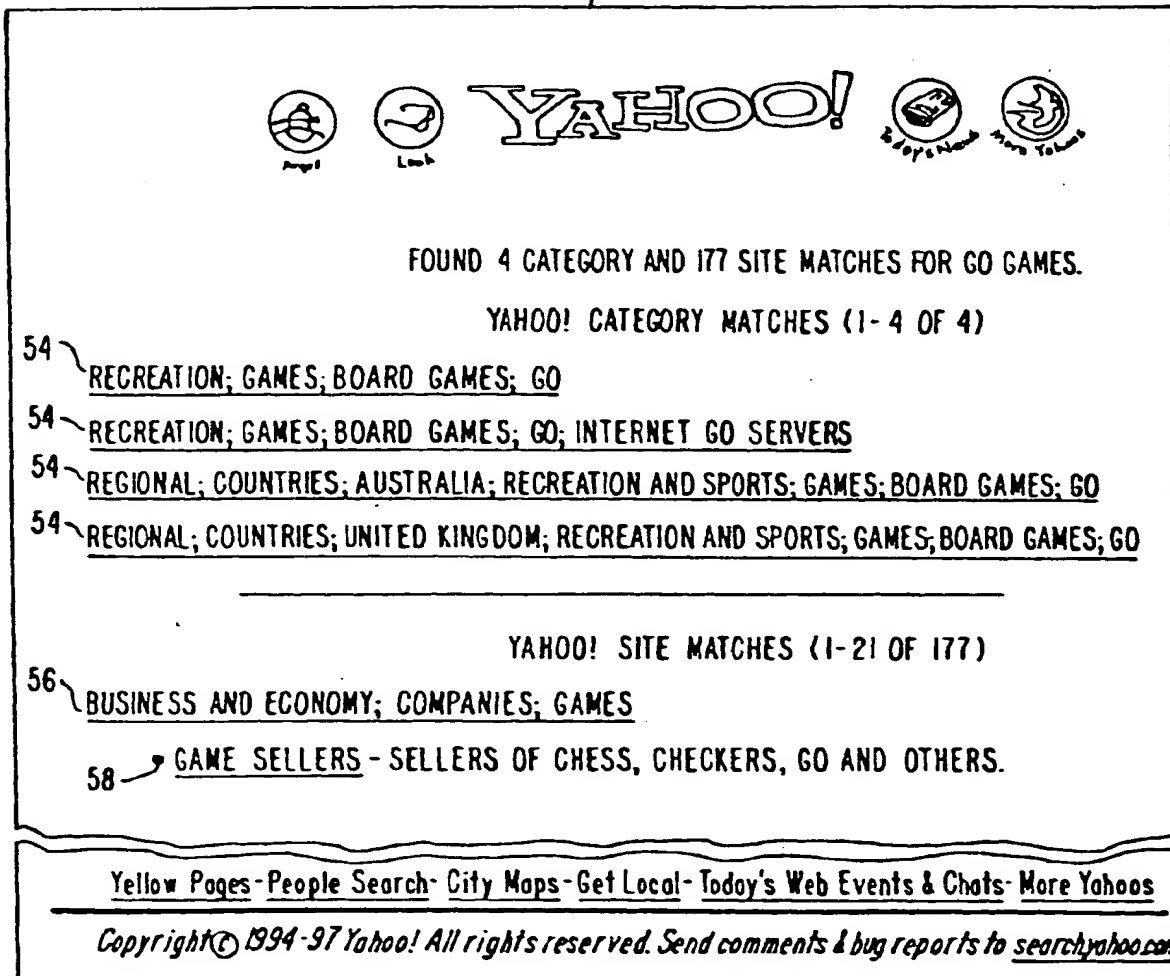 YAHOO!
Look Today's News More Yahoos
FOUND 4 CATEGORY AND 177 SITE MATCHES FOR GO GAMES.
YAHOO! CATEGORY MATCHES (1-4 OF 4)
54 RECREATION; GAMES; BOARD GAMES; GO
54 RECREATION; GAMES; BOARD GAMES; GO; INTERNET GO SERVERS
54 REGIONAL; COUNTRIES; AUSTRALIA; RECREATION AND SPORTS; GAMES; BOARD GAMES; GO
54 REGIONAL; COUNTRIES; UNITED KINGDOM; RECREATION AND SPORTS; GAMES; BOARD GAMES; GO
YAHOO! SITE MATCHES (1-21 OF 177)
56 BUSINESS AND ECONOMY; COMPANIES; GAMES
58 GAME SELLERS - SELLERS OF CHESS, CHECKERS, GO AND OTHERS.
Yellow Pages-People Search-City Maps-Get Local-Today's Web Events & Chats-More Yahoos
Copyright© 1994-97 Yahoo! All rights reserved. Send comments & bug reports to searchyahoo.com